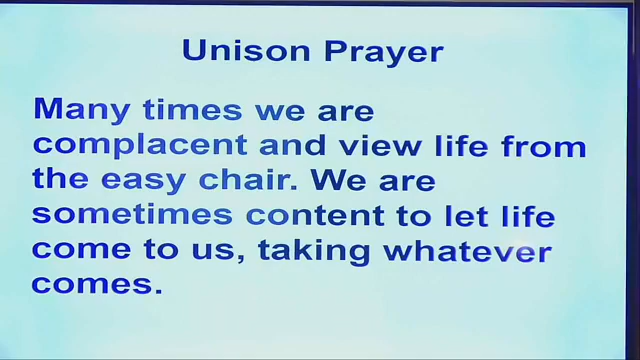 Unison Prayer
Many times we are
complacent and view life from
the easy chair. We are
sometimes content to let life
come to us, taking whatever
comes.